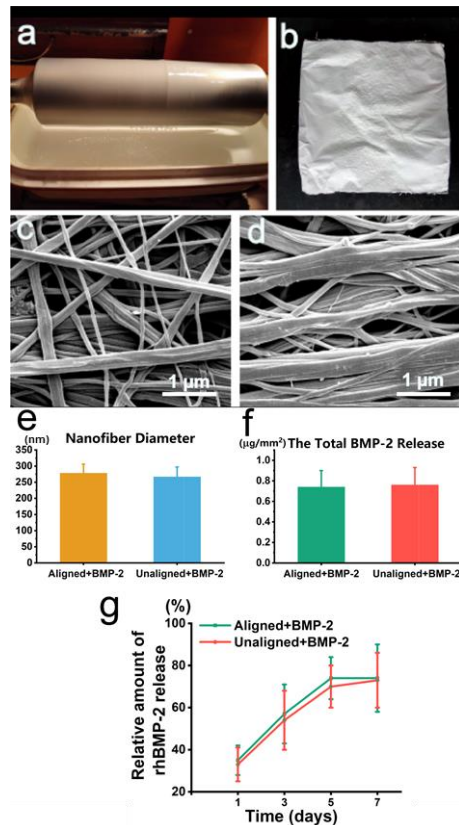 a
b
c
d
1 μm
1 μm
e
(nm)
Nanofiber Diameter
350
300
250
200
150
100
50
0
Aligned+BMP-2
Unaligned+BMP-2
f
(μg/mm²)
The Total BMP-2 Release
1.0
0.8
0.6
0.4
0.2
0.0
Aligned+BMP-2
Unaligned+BMP-2
g
(%)
Aligned+BMP-2
Unaligned+BMP-2
Relative amount of
rhBMP-2 release
100
80
60
40
20
1
3
5
7
Time (days)